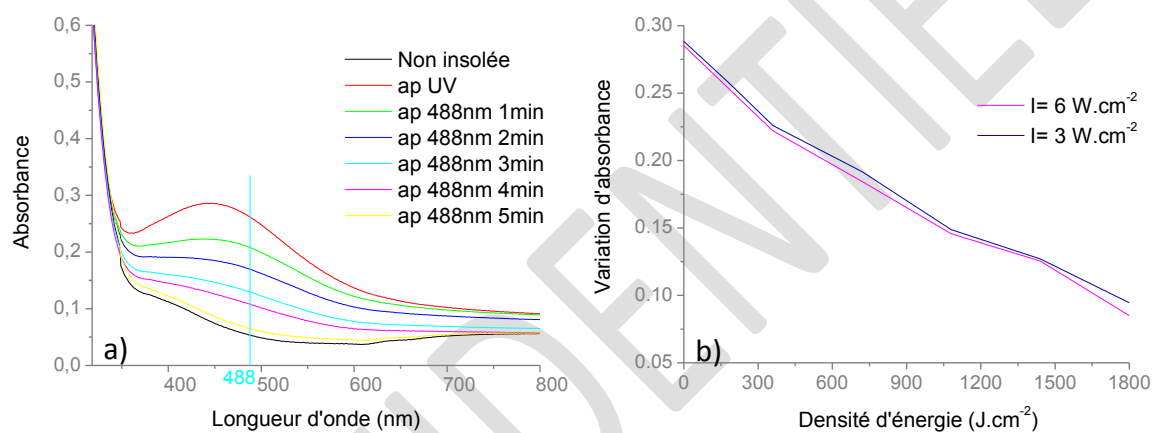 0,6
0,5
0,4
0,3
0,2
0,1
0,0
Absorbance
Non insolée
ap UV
ap 488nm 1min
ap 488nm 2min
ap 488nm 3min
ap 488nm 4min
ap 488nm 5min
a)
488
400 500 600 700 800
Longueur d'onde (nm)
0.30
0.25
0.20
0.15
0.10
0.05
Variation d'absorbance
I= 6 W.cm⁻²
I= 3 W.cm⁻²
b)
0 300 600 900 1200 1500 1800
Densité d'énergie (J.cm⁻²)